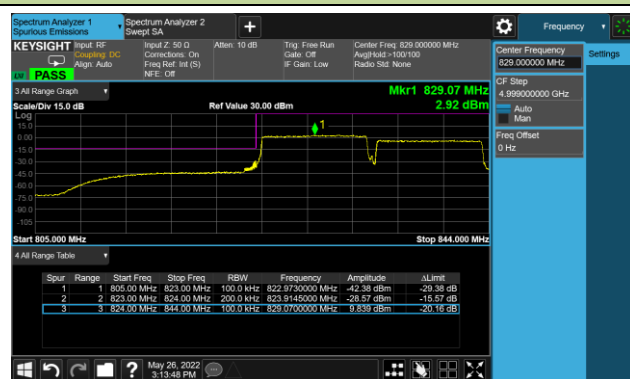 Spectrum Analyzer 1
Spurious Emissions
Spectrum Analyzer 2
Swept SA
+
Frequency
KEYSIGHT
Input: RF
Coupling: DC
Align: Auto
Input Z: 50 Ω
Corrections: On
Freq Ref: Int (S)
NFE: Off
Atten: 10 dB
Trig: Free Run
Gate: Off
IF Gain: Low
Center Freq: 829.000000 MHz
Avg|Hold:>100/100
Radio Std: None
PASS
Center Frequency
829.000000 MHz
Settings
CF Step
4.999000000 GHz
Auto
Man
Freq Offset
0 Hz
3 All Range Graph
Scale/Div 15.0 dB
Ref Value 30.00 dBm
Mkr1 829.07 MHz
2.92 dBm
Log
15.0
0.00
-15.0
-30.0
-45.0
-60.0
-75.0
-90.0
-105
1
Start 805.000 MHz
Stop 844.000 MHz
4 All Range Table
Spur Range Start Freq Stop Freq RBW Frequency Amplitude ΔLimit
1 1 805.00 MHz 823.00 MHz 100.0 kHz 822.9730000 MHz -42.38 dBm -29.38 dB
2 2 823.00 MHz 824.00 MHz 200.0 kHz 823.9145000 MHz -28.57 dBm -15.57 dB
3 3 824.00 MHz 844.00 MHz 100.0 kHz 829.0700000 MHz 9.839 dBm -20.16 dB
?
May 26, 2022
3:13:48 PM